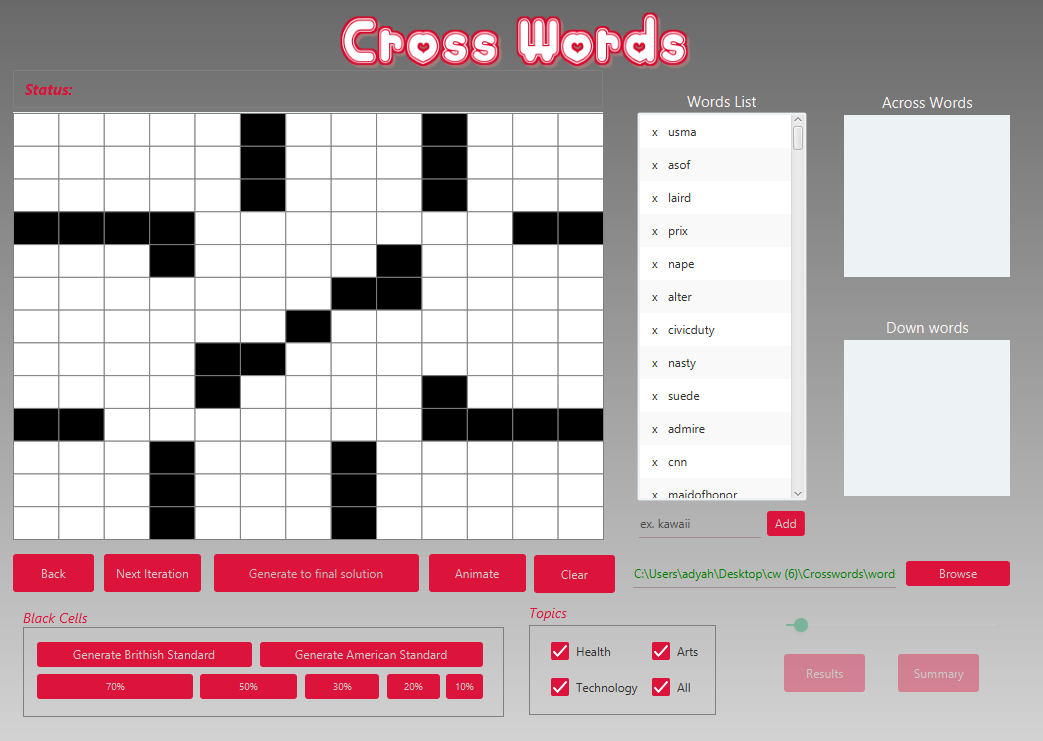 Cross Words
Status:
Words List
Across Words
x usma
x asof
x laird
x prix
x nape
x alter
x civicduty
x nasty
x suede
x admire
x cnn
x maidofhonor
Down words
ex. kawaii
Add
Back
Next Iteration
Generate to final solution
Animate
Clear
C:\Users\adyah\Desktop\cw (6)\Crosswords\word
Browse
Black Cells
Generate Brithish Standard
Generate American Standard
70%
50%
30%
20%
10%
Topics
Health
Arts
Technology
All
Results
Summary